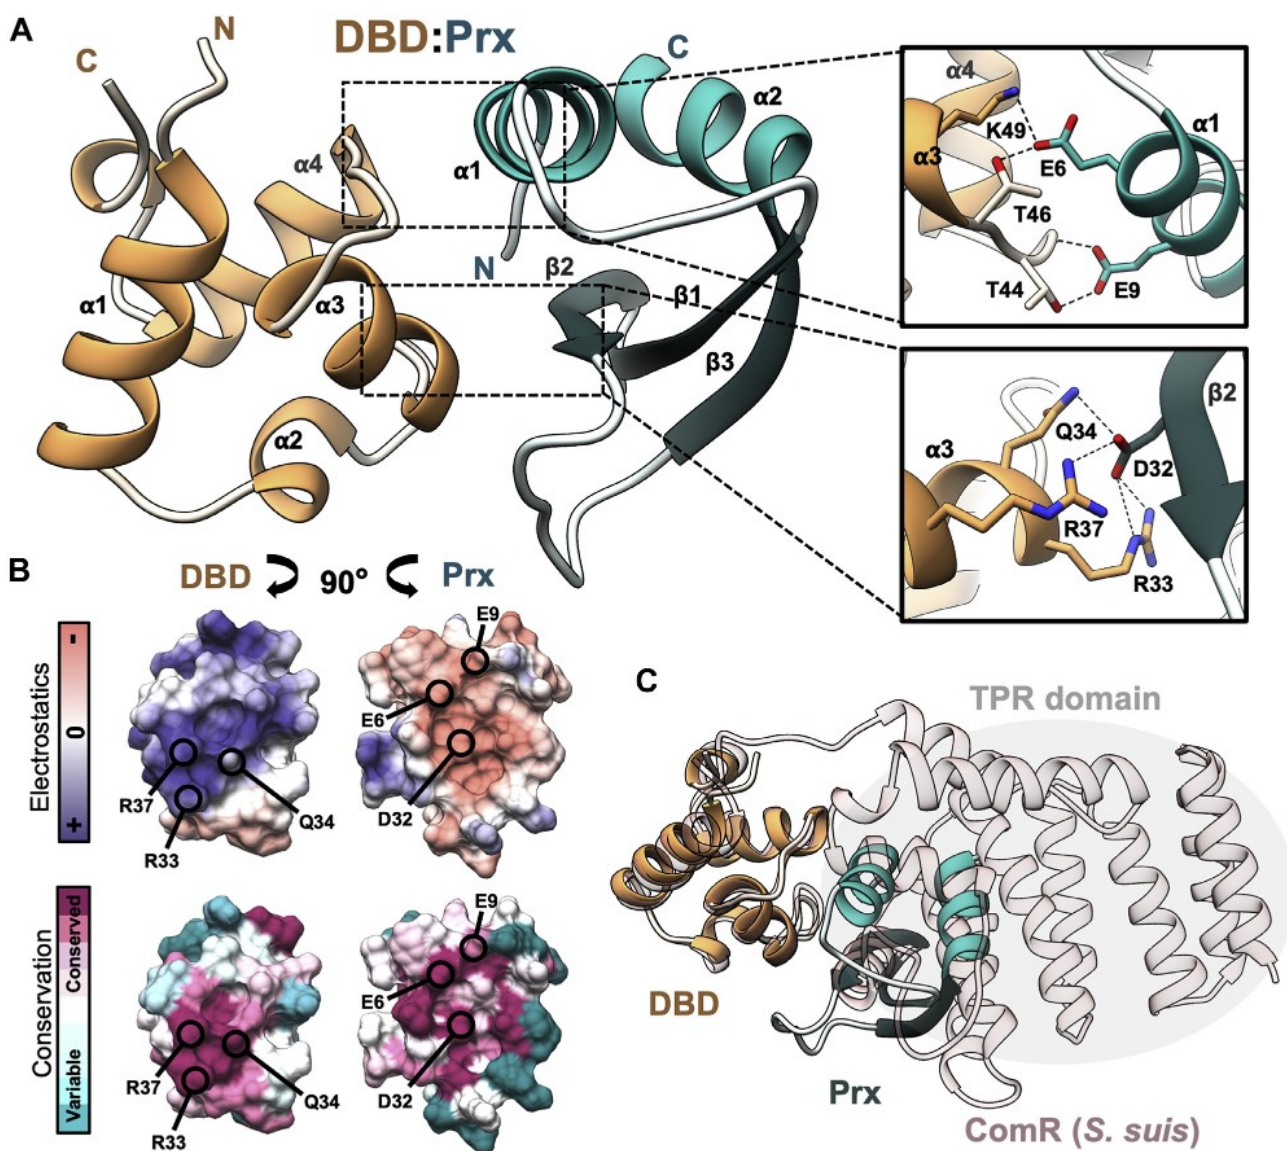 A
DBD:Prx
N
C
C
α4
α1
α2
α1
α3
N
β2
β1
β3
α2
α4
K49
α3
E6
α1
T46
T44
E9
β2
Q34
α3
D32
R37
R33
B
DBD
90°
Prx
E9
Electrostatics
-
0
+
E6
R37
Q34
D32
R33
E9
Conservation
Conserved
Variable
E6
R37
Q34
D32
R33
C
TPR domain
DBD
Prx
ComR (S. suis)